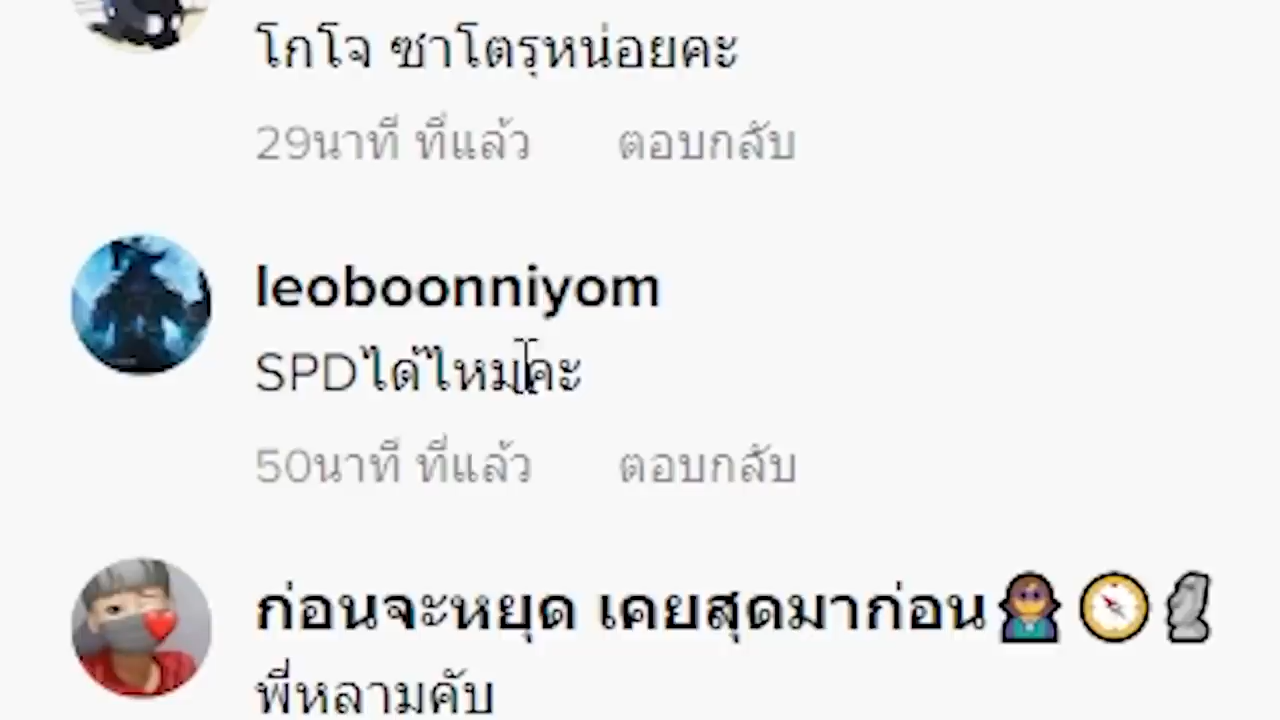 โกโจ ซาโตรุหน่อยคะ
29นาที ที่แล้ว ตอบกลับ
leoboonniyom
SPDได้ไหมคะ
50นาที ที่แล้ว ตอบกลับ
ก่อนจะหยุด เคยสุดมาก่อน🧛🏽‍♂️🧭🗿
พี่หลามคับ